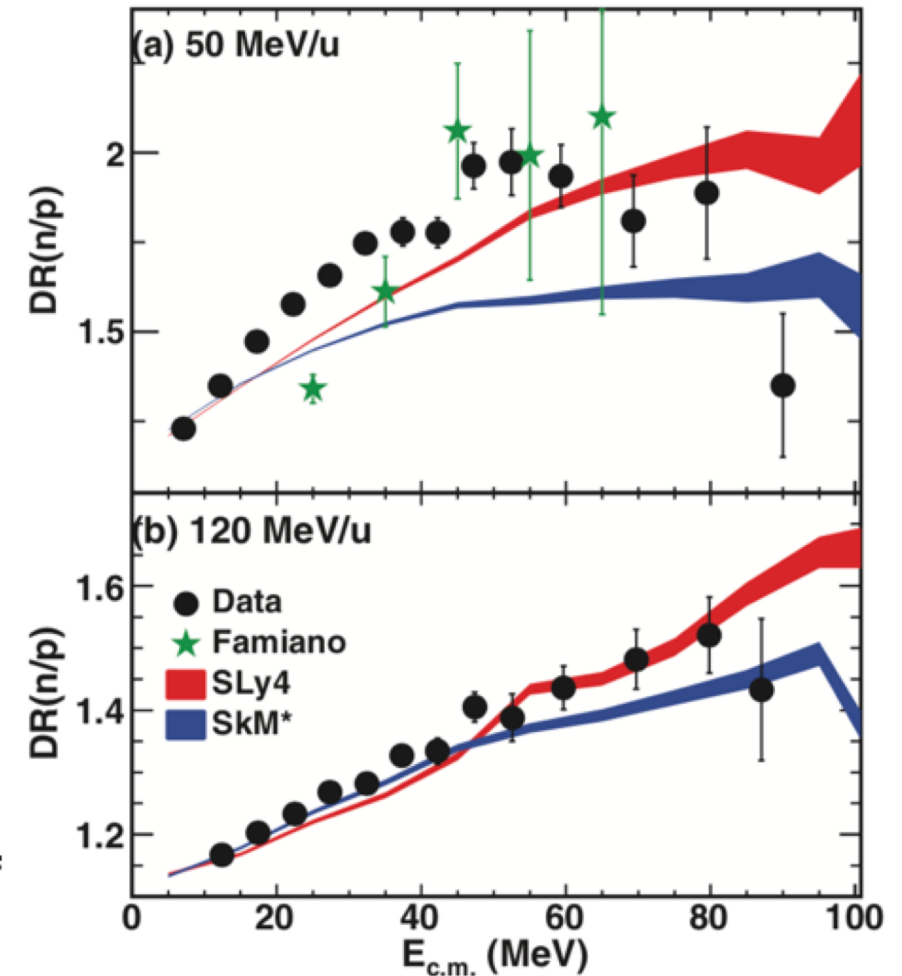 (a) 50 MeV/u
DR(n/p)
2
1.5
(b) 120 MeV/u
Data
Famiano
SLy4
SkM*
DR(n/p)
1.6
1.4
1.2
0 20 40 60 80 100
E c.m. (MeV)